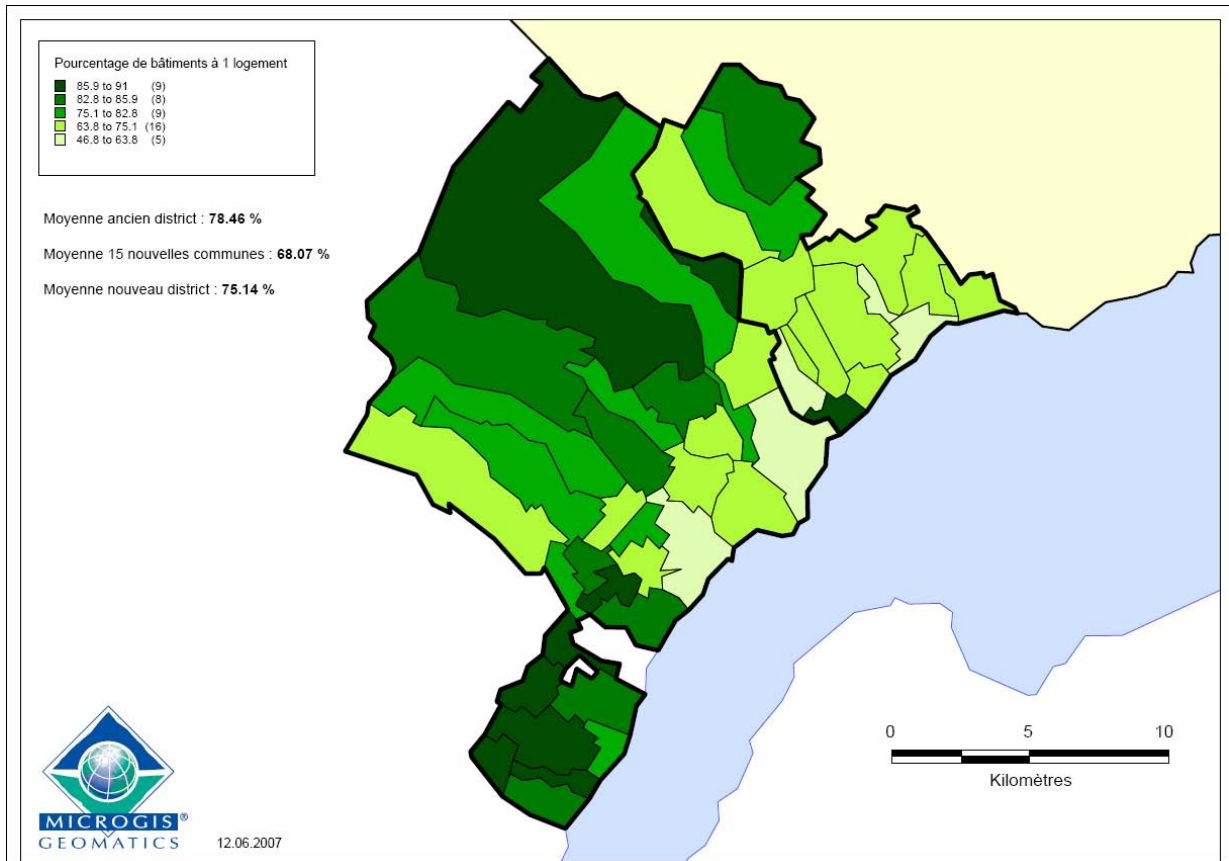 Pourcentage de bâtiments à 1 logement
85.9 to 91 (9)
82.8 to 85.9 (8)
75.1 to 82.8 (9)
63.8 to 75.1 (16)
46.8 to 63.8 (5)
Moyenne ancien district : 78.46 %
Moyenne 15 nouvelles communes : 68.07 %
Moyenne nouveau district : 75.14 %
0 5 10
Kilomètres
MICROGIS®
GEOMATICS
12.06.2007